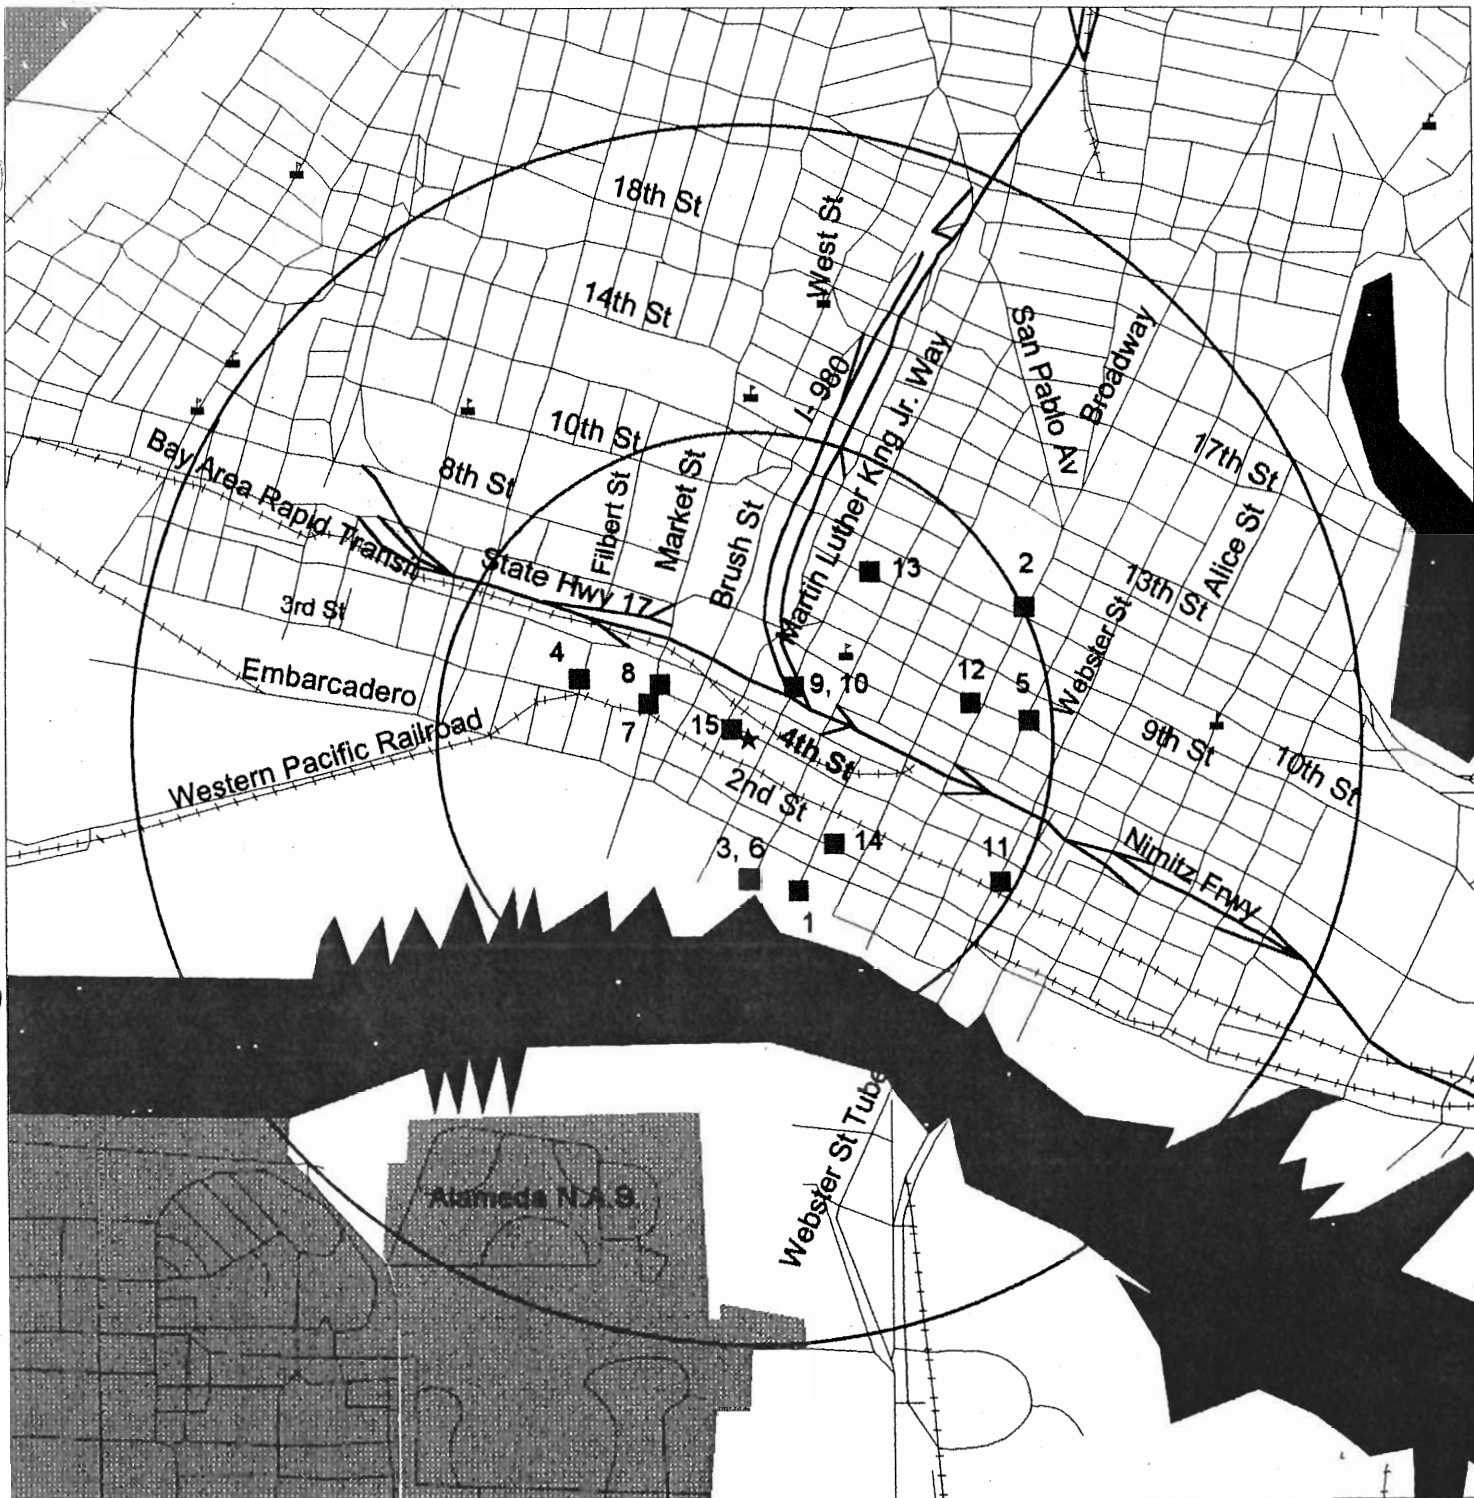 18th St
West St
14th St
I- 980
San Pablo Av
Broadway
Martin Luther King Jr. Way
10th St
17th St
Bay Area Rapid Transit
8th St
Filbert St
Market St
Brush St
Alice St
State Hwy 17
13
2
13th St
3rd St
Webster St
4
8
9, 10
12
5
Embarcadero
7
15
4th St
9th St
10th St
Western Pacific Railroad
2nd St
3, 6
14
11
Nimitz Frwy
1
Webster St Tube
Alameda N.A.S.